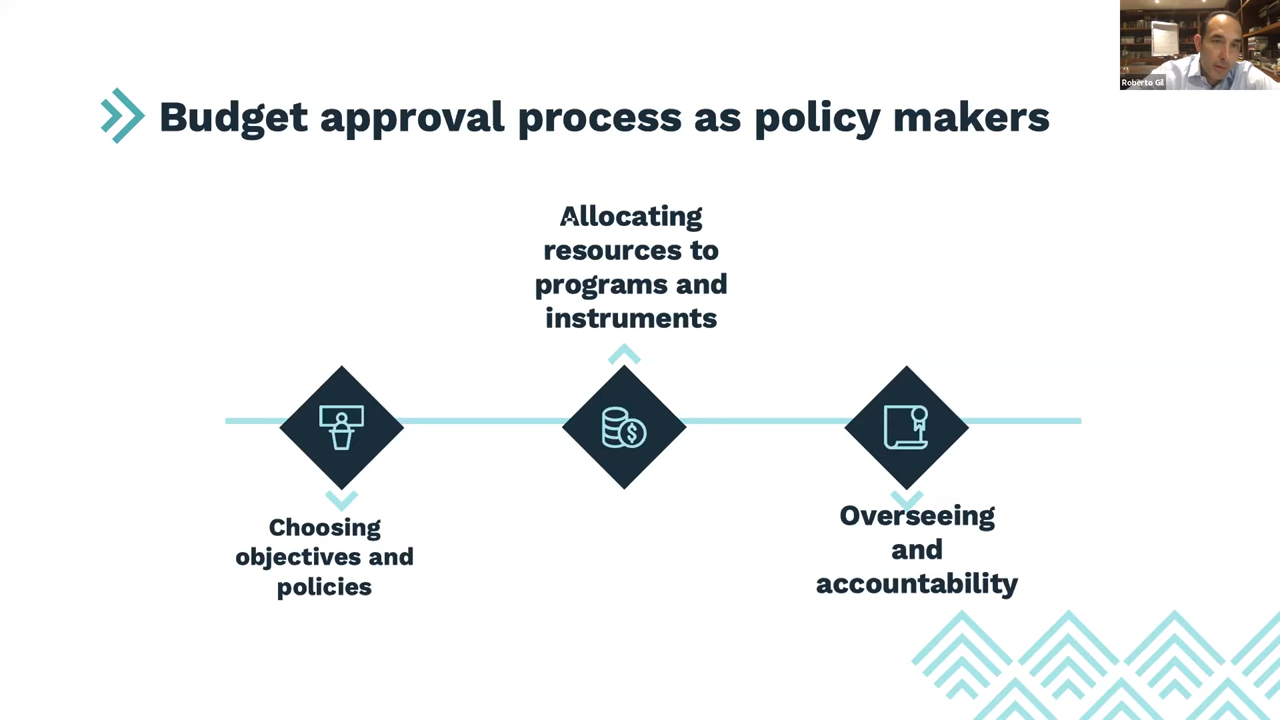 Roberto Gil
Budget approval process as policy makers
Allocating
resources to
programs and
instruments
$
Choosing
objectives and
policies
Overseeing
and
accountability